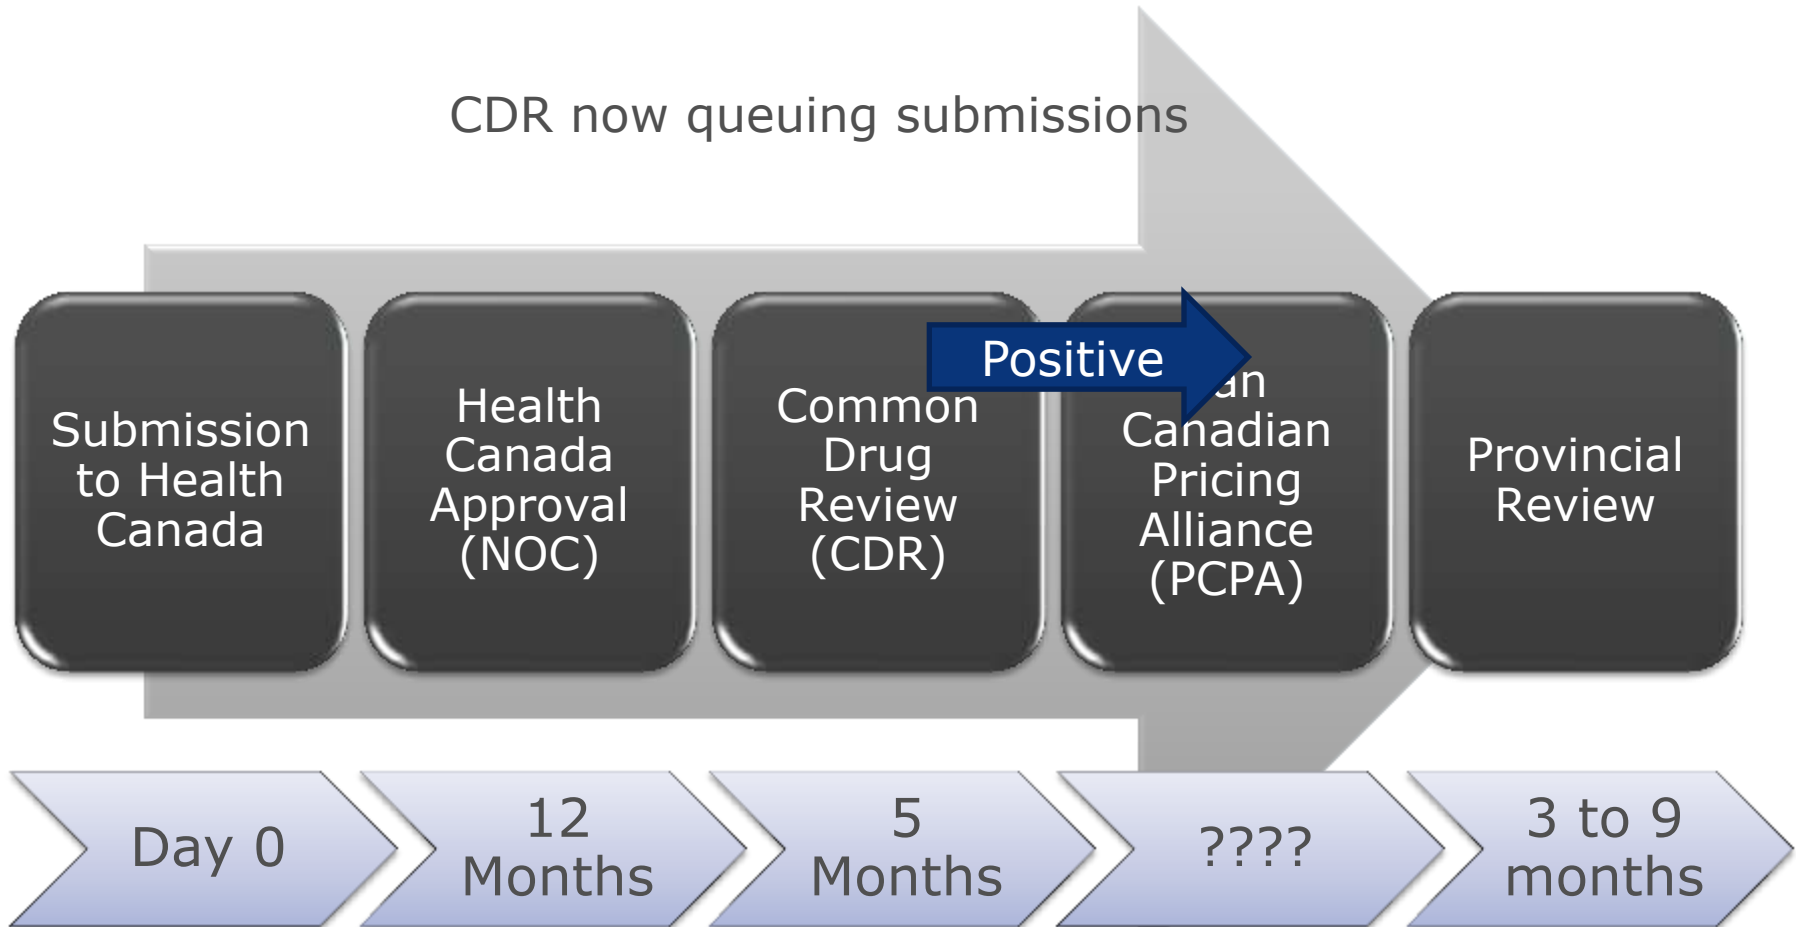 CDR now queuing submissions
Submission
to Health
Canada
Health
Canada
Approval
(NOC)
Common
Drug
Review
(CDR)
Positive
an
Canadian
Pricing
Alliance
(PCPA)
Provincial
Review
Day 0
12
Months
5
Months
????
3 to 9
months